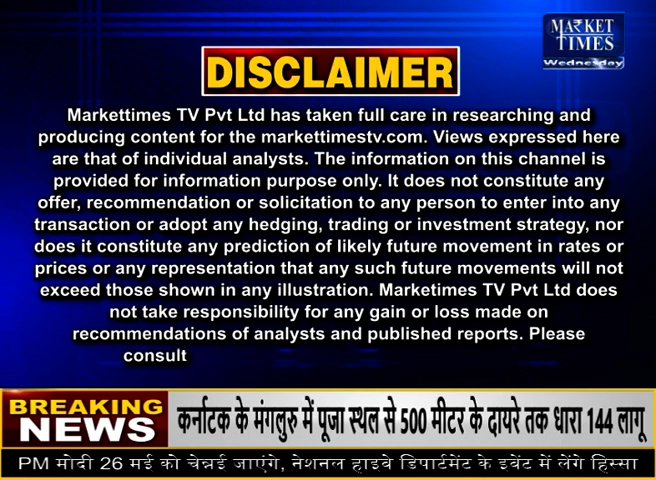 MARKET
TIMES
Wednesday
DISCLAIMER
Markettimes TV Pvt Ltd has taken full care in researching and
producing content for the markettimestv.com. Views expressed here
are that of individual analysts. The information on this channel is
provided for information purpose only. It does not constitute any
offer, recommendation or solicitation to any person to enter into any
transaction or adopt any hedging, trading or investment strategy, nor
does it constitute any prediction of likely future movement in rates or
prices or any representation that any such future movements will not
exceed those shown in any illustration. Marketimes TV Pvt Ltd does
not take responsibility for any gain or loss made on
recommendations of analysts and published reports. Please
consult
BREAKING
NEWS
कर्नाटक के मंगलुरु में पूजा स्थल से 500 मीटर के दायरे तक धारा 144 लागू
PM मोदी 26 मई को चेन्नई जाएंगे, नेशनल हाइवे डिपार्टमेंट के इवेंट में लेंगे हिस्सा